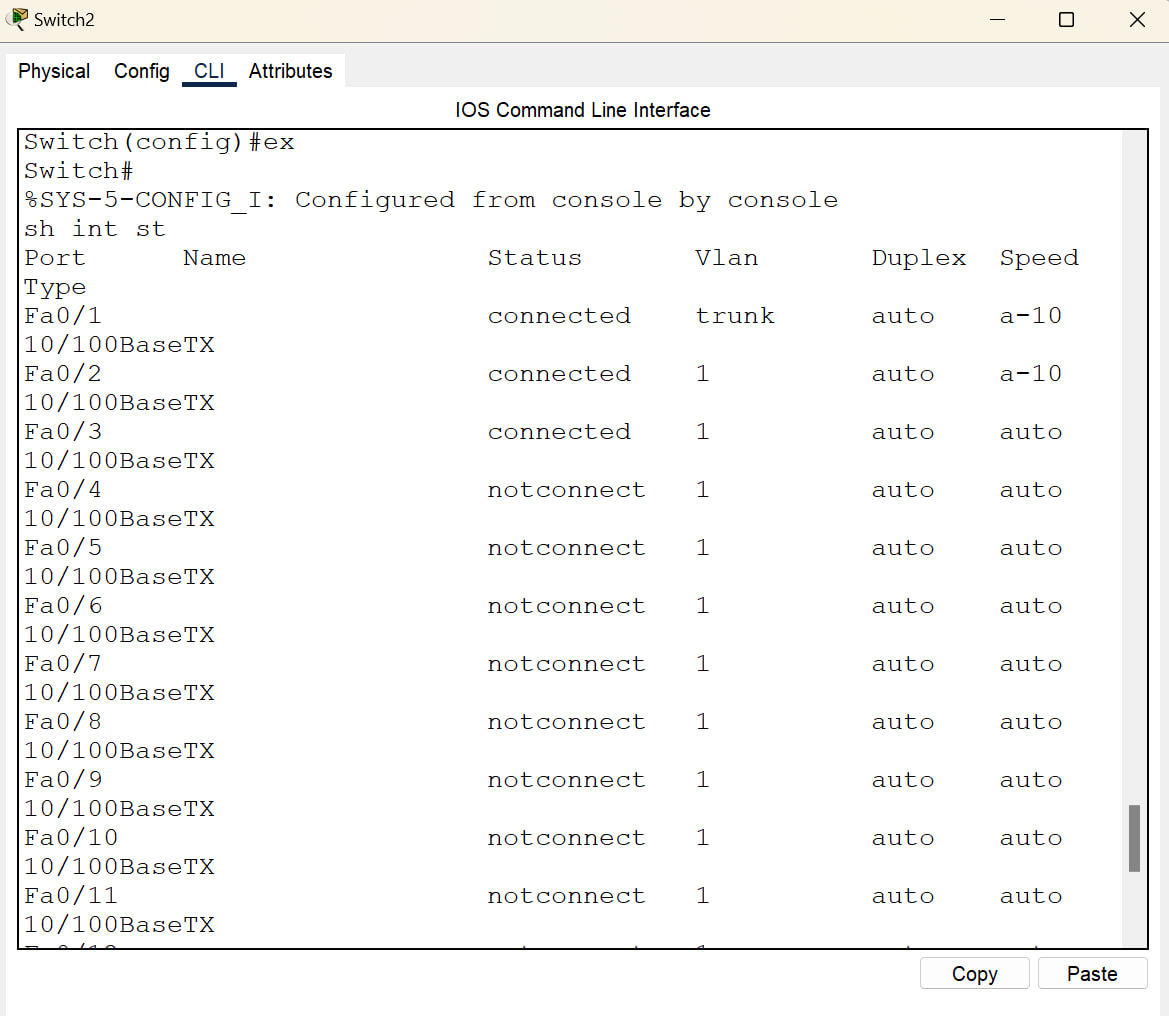 Switch2
Physical Config CLI Attributes
IOS Command Line Interface
Switch(config)#ex
Switch#
%SYS-5-CONFIG_I: Configured from console by console
sh int st
Port Name Status Vlan Duplex Speed
Type
Fa0/1 connected trunk auto a-10
10/100BaseTX
Fa0/2 connected 1 auto a-10
10/100BaseTX
Fa0/3 connected 1 auto auto
10/100BaseTX
Fa0/4 notconnect 1 auto auto
10/100BaseTX
Fa0/5 notconnect 1 auto auto
10/100BaseTX
Fa0/6 notconnect 1 auto auto
10/100BaseTX
Fa0/7 notconnect 1 auto auto
10/100BaseTX
Fa0/8 notconnect 1 auto auto
10/100BaseTX
Fa0/9 notconnect 1 auto auto
10/100BaseTX
Fa0/10 notconnect 1 auto auto
10/100BaseTX
Fa0/11 notconnect 1 auto auto
10/100BaseTX
Copy Paste